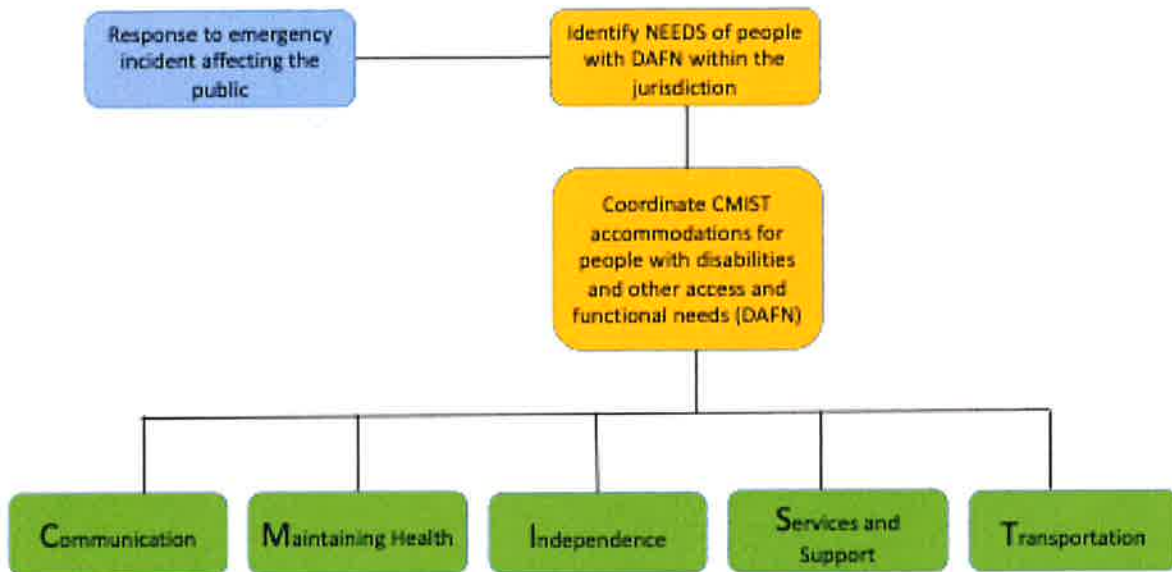 Response to emergency
incident affecting the
public
Identify NEEDS of people
with DAFN within the
jurisdiction
Coordinate CMIST
accommodations for
people with disabilities
and other access and
functional needs (DAFN)
Communication
Maintaining Health
Independence
Services and
Support
Transportation